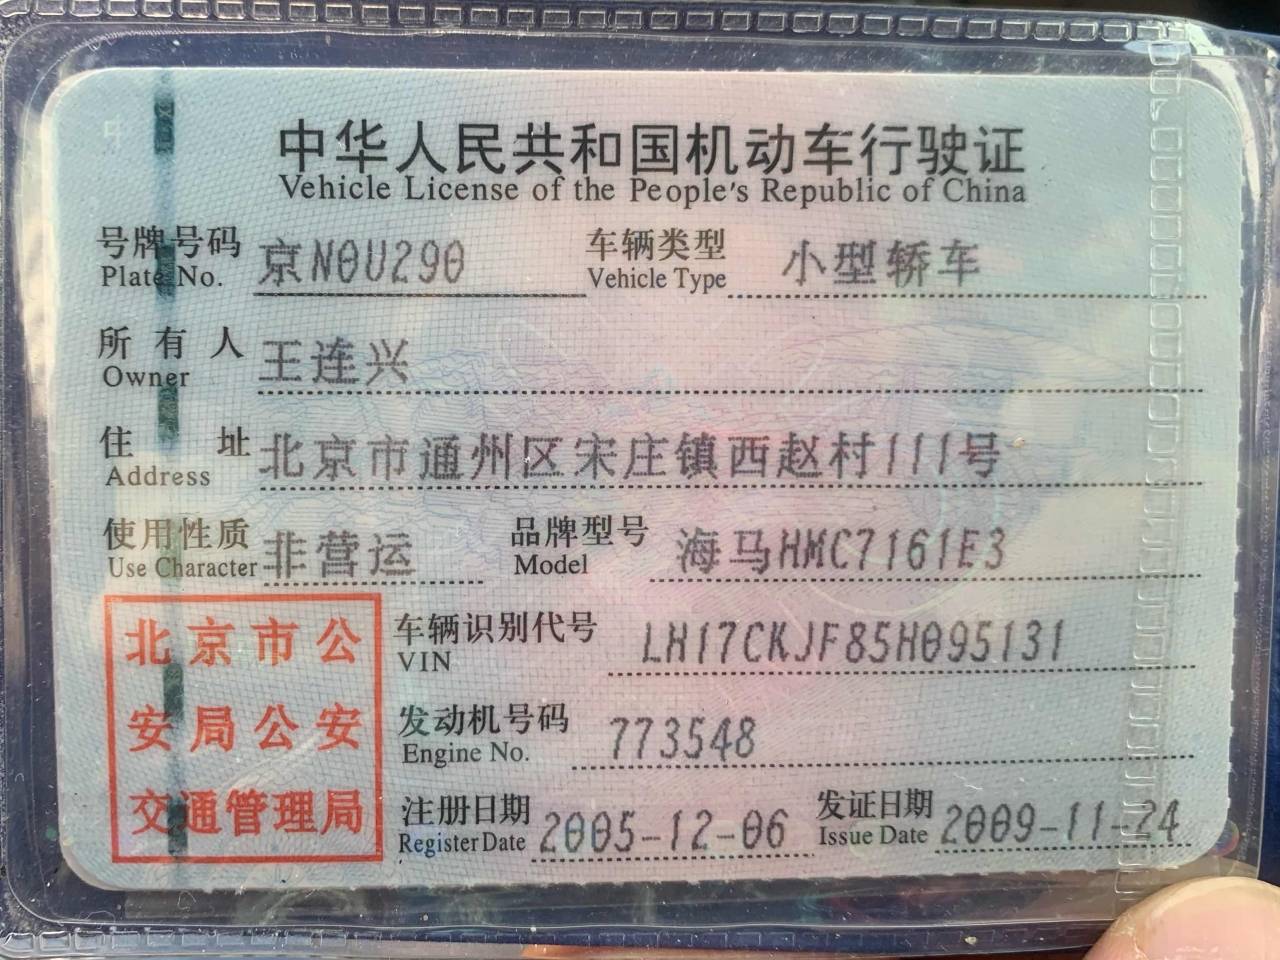 中华人民共和国机动车行驶证
Vehicle License of the People's Republic of China
号牌号码 京N0U290 车辆类型 小型轿车
Plate No. Vehicle Type
所有人 王连兴
Owner
住址 北京市通州区宋庄镇西赵村111号
Address
使用性质 非营运 品牌型号 海马HMC7161E3
Use Character Model
北京市公
安局公安
交通管理局
车辆识别代号 LH17CKJF85H095131
VIN
发动机号码 773548
Engine No.
注册日期 2005-12-06 发证日期 2009-11-24
Register Date Issue Date